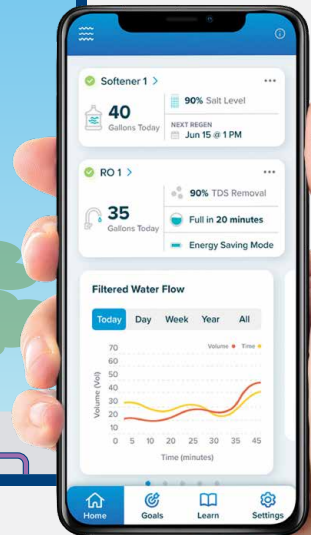 Softener 1 >
40
Gallons Today
90% Salt Level
NEXT REGEN
Jun 15 @ 1 PM
RO 1 >
35
Gallons Today
90% TDS Removal
Full in 20 minutes
Energy Saving Mode
Filtered Water Flow
Today Day Week Year All
Volume Time
Volume (Vol)
70
60
50
40
30
20
10
0 5 10 20 25 30 35 45
Time (minutes)
Home Goals Learn Settings